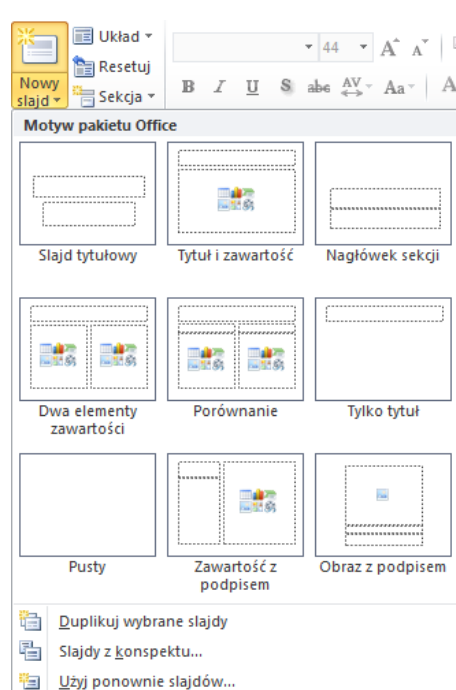 Nowy
slajd
Układ
Resetuj
Sekcja
44
A A
B I U S abc AV Aa A
Motyw pakietu Office
Slajd tytułowy
Tytuł i zawartość
Nagłówek sekcji
Dwa elementy
zawartości
Porównanie
Tylko tytuł
Pusty
Zawartość z
podpisem
Obraz z podpisem
Duplikuj wybrane slajdy
Slajdy z konspektu...
Użyj ponownie slajdów...